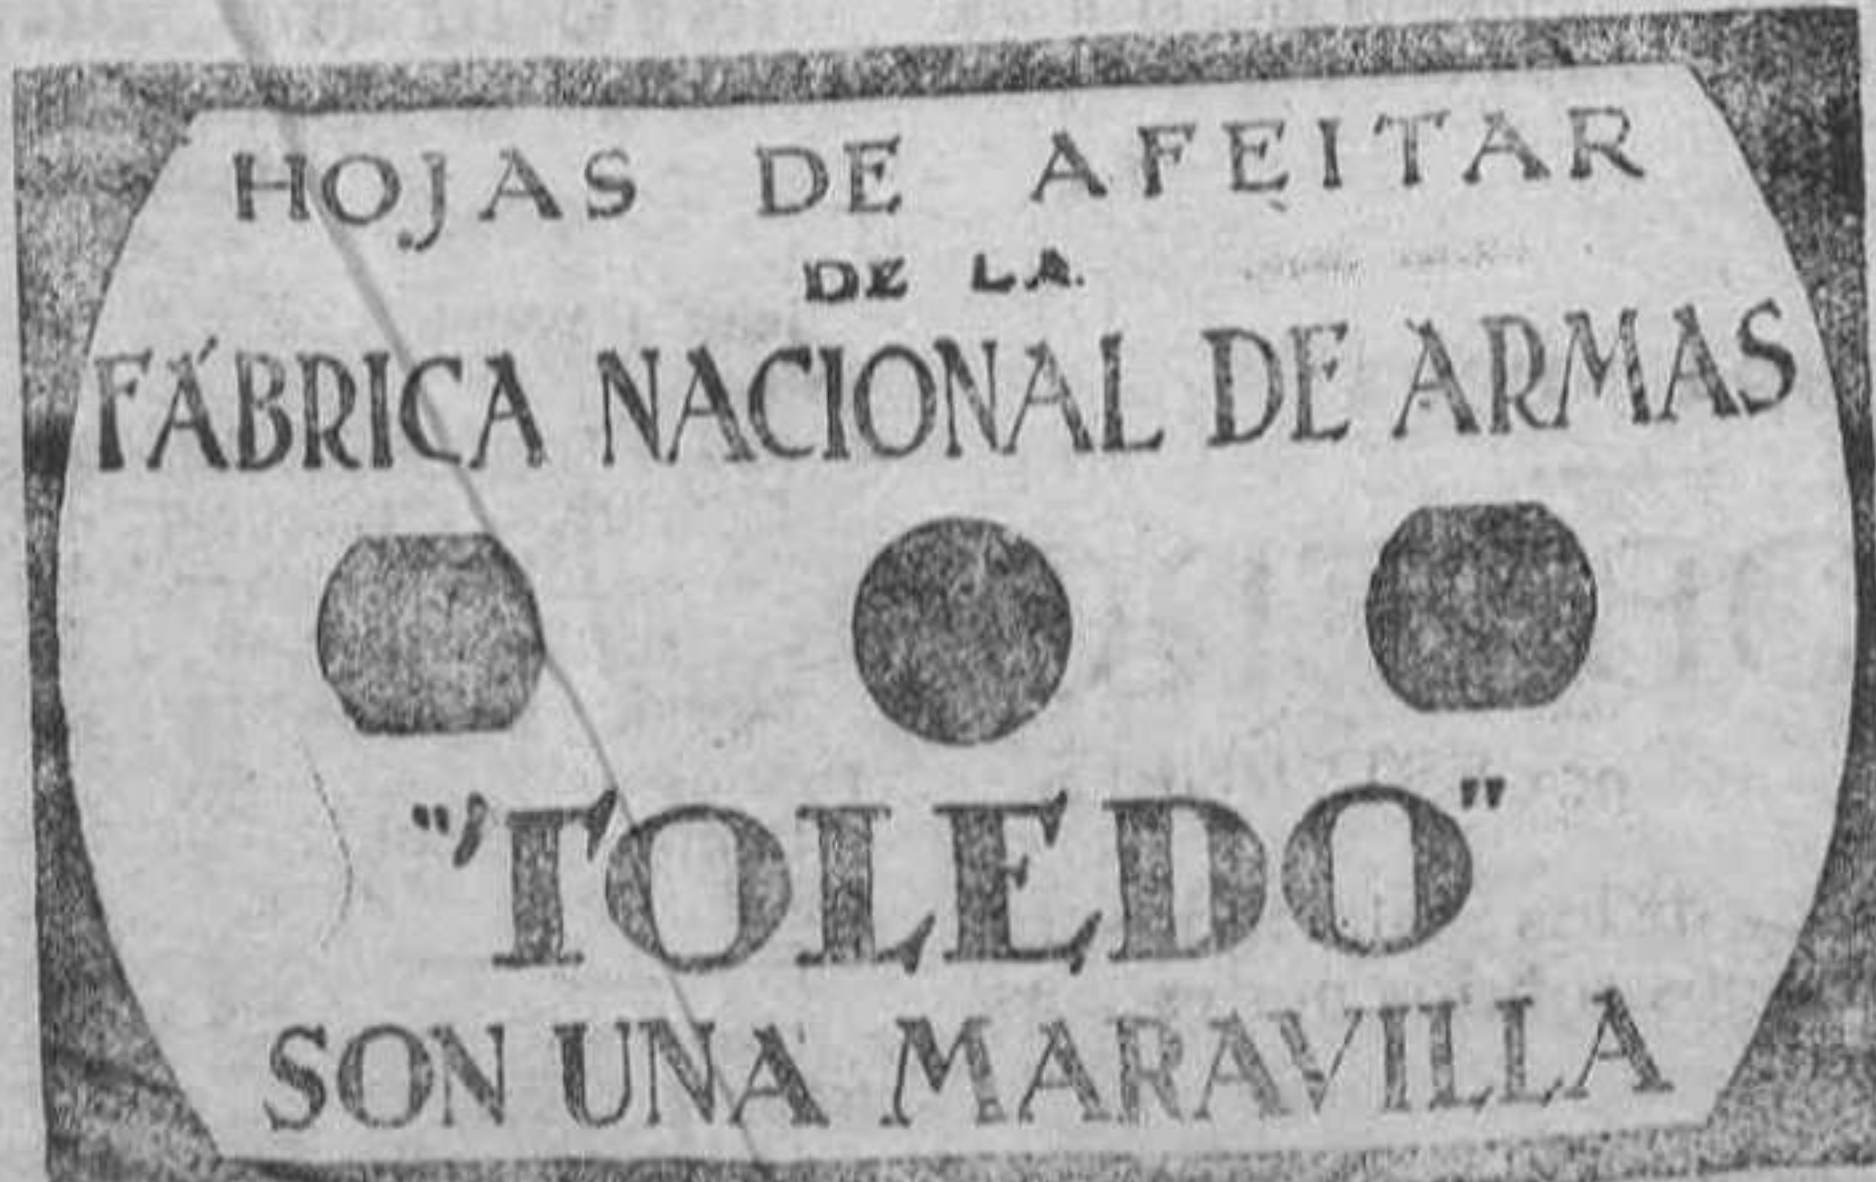 HOJAS DE AFEITAR
DE LA
FÁBRICA NACIONAL DE ARMAS
"TOLEDO"
SON UNA MARAVILLA